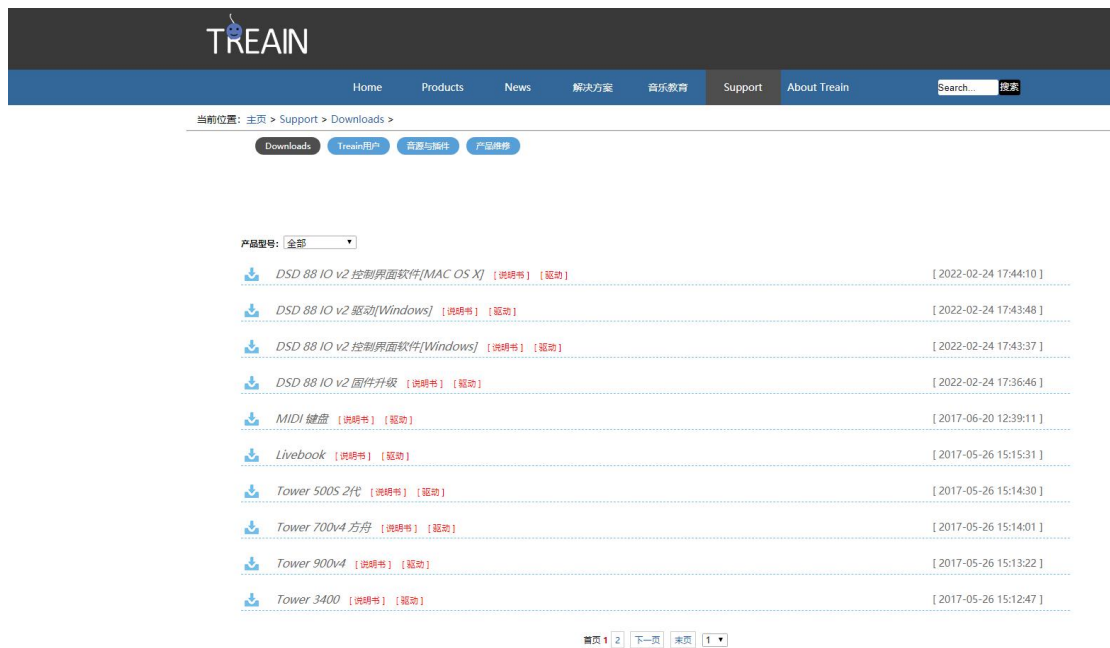 TREAIN
Home Products News 解决方案 音乐教育 Support About Treain Search... 搜索
当前位置: 主页 > Support > Downloads >
Downloads Treain用户 音源与插件 产品维修
产品型号: 全部
DSD 88 IO v2 控制界面软件[MAC OS X] [ 说明书 ] [ 驱动 ] [ 2022-02-24 17:44:10 ]
DSD 88 IO v2 驱动[Windows] [ 说明书 ] [ 驱动 ] [ 2022-02-24 17:43:48 ]
DSD 88 IO v2 控制界面软件[Windows] [ 说明书 ] [ 驱动 ] [ 2022-02-24 17:43:37 ]
DSD 88 IO v2 固件升级 [ 说明书 ] [ 驱动 ] [ 2022-02-24 17:36:46 ]
MIDI 键盘 [ 说明书 ] [ 驱动 ] [ 2017-06-20 12:39:11 ]
Livebook [ 说明书 ] [ 驱动 ] [ 2017-05-26 15:15:31 ]
Tower 500S 2代 [ 说明书 ] [ 驱动 ] [ 2017-05-26 15:14:30 ]
Tower 700v4 方舟 [ 说明书 ] [ 驱动 ] [ 2017-05-26 15:14:01 ]
Tower 900v4 [ 说明书 ] [ 驱动 ] [ 2017-05-26 15:13:22 ]
Tower 3400 [ 说明书 ] [ 驱动 ] [ 2017-05-26 15:12:47 ]
首页 1 2 下一页 末页 1